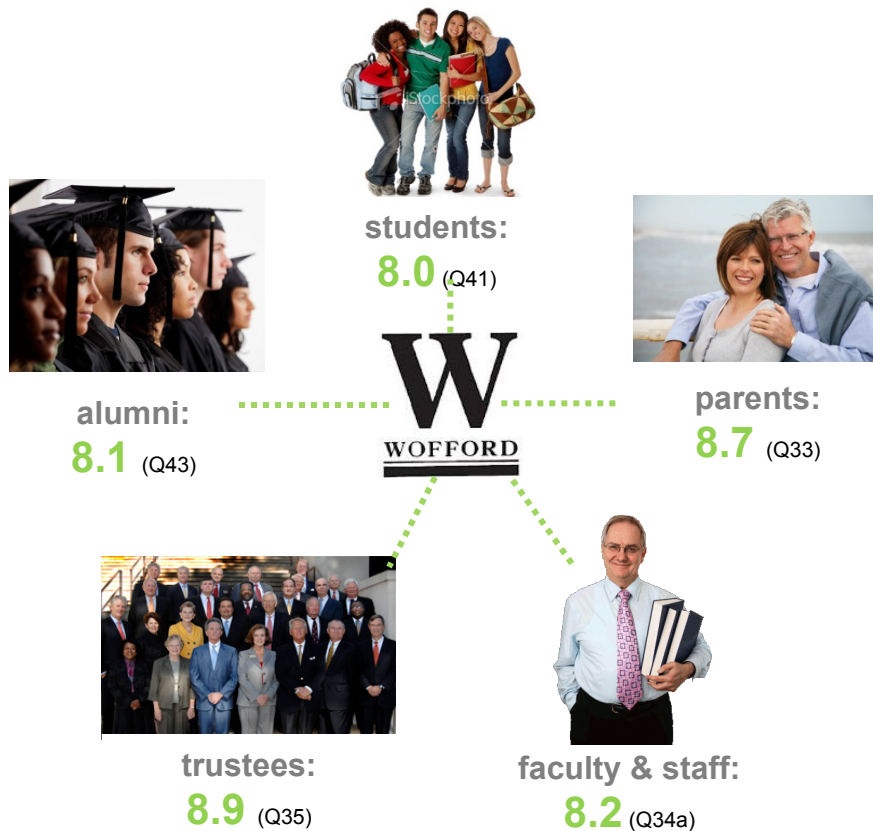 iStockphoto
students:
8.0 (Q41)
alumni:
8.1 (Q43)
W
WOFFORD
parents:
8.7 (Q33)
trustees:
8.9 (Q35)
faculty & staff:
8.2 (Q34a)